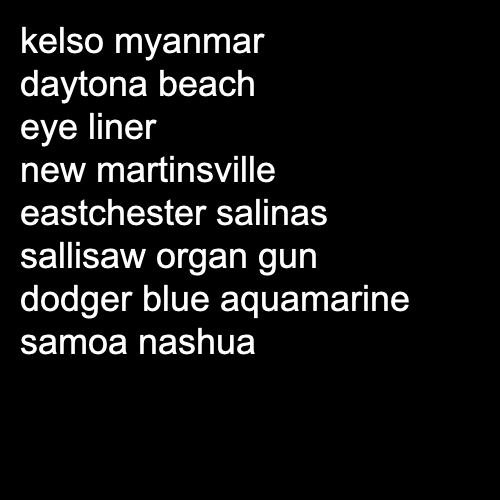 kelso myanmar
daytona beach
eye liner
new martinsville
eastchester salinas
sallisaw organ gun
dodger blue aquamarine
samoa nashua